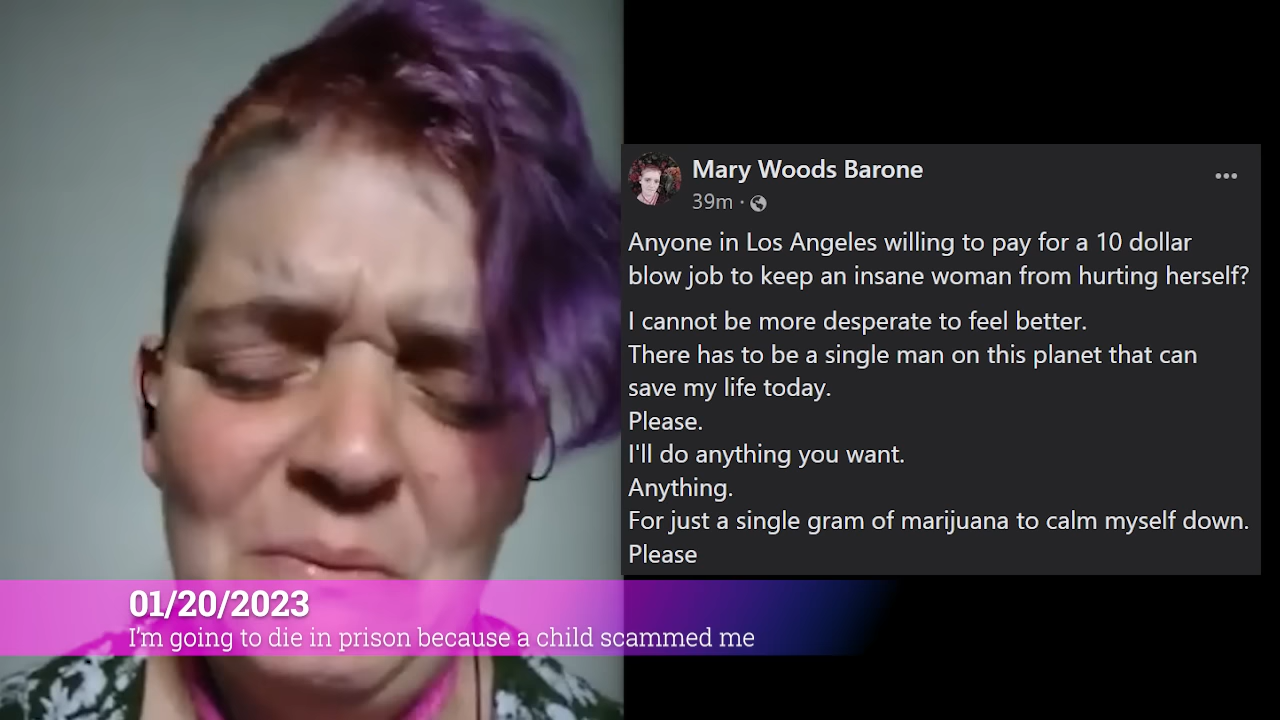 Mary Woods Barone
39m ·
Anyone in Los Angeles willing to pay for a 10 dollar
blow job to keep an insane woman from hurting herself?
I cannot be more desperate to feel better.
There has to be a single man on this planet that can
save my life today.
Please.
I'll do anything you want.
Anything.
For just a single gram of marijuana to calm myself down.
Please
01/20/2023
I'm going to die in prison because a child scammed me